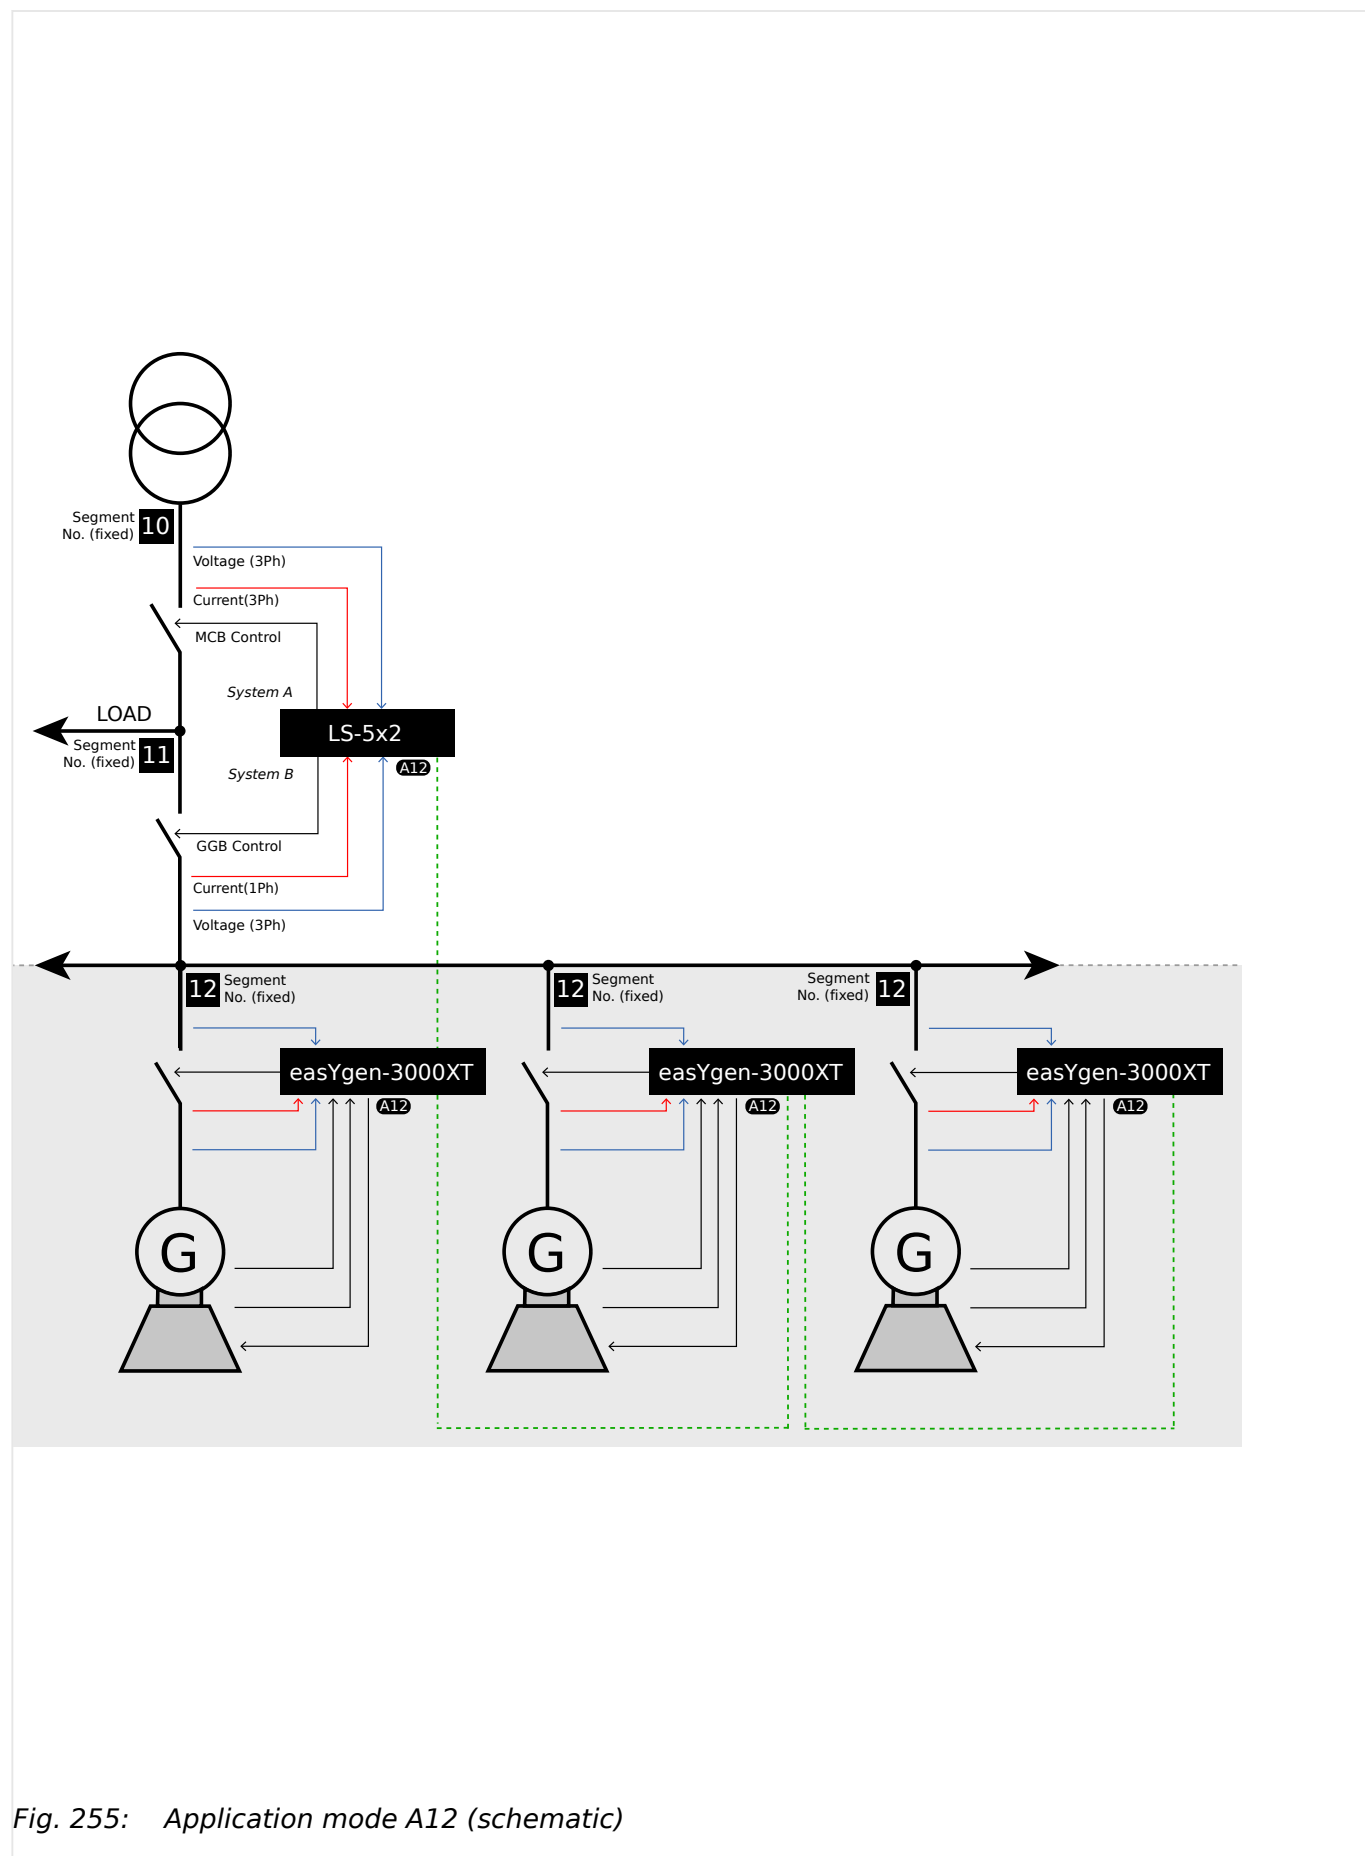 Segment
No. (fixed)
10
Voltage (3Ph)
Current(3Ph)
MCB Control
System A
LOAD
LS-5x2
Segment
No. (fixed)
11
System B
A12
GGB Control
Current(1Ph)
Voltage (3Ph)
12
Segment
No. (fixed)
12
Segment
No. (fixed)
Segment
No. (fixed)
12
easYgen-3000XT
easYgen-3000XT
easYgen-3000XT
A12
A12
A12
G
G
G
Fig. 255: Application mode A12 (schematic)